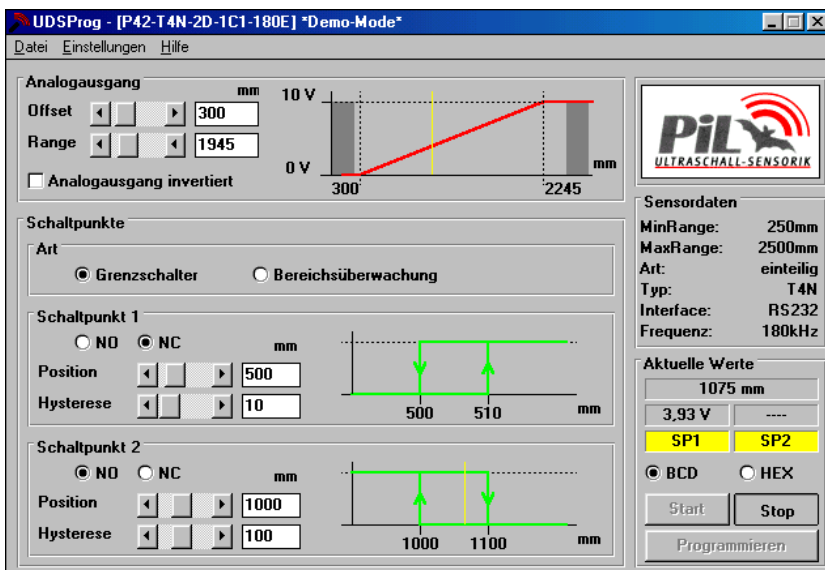 UDSProg - [P42-T4N-2D-1C1-180E] *Demo-Mode*
Datei Einstellungen Hilfe
Analogausgang
mm
Offset 300
Range 1945
Analogausgang invertiert
10 V
0 V
mm
300 2245
Schaltpunkte
Art
Grenzschalter Bereichsüberwachung
Schaltpunkt 1
NO NC mm
Position 500
Hysterese 10
500 510 mm
Schaltpunkt 2
NO NC mm
Position 1000
Hysterese 100
1000 1100 mm
PiL
ULTRASCHALL-SENSORIK
Sensordaten
MinRange: 250mm
MaxRange: 2500mm
Art: einteilig
Typ: T4N
Interface: RS232
Frequenz: 180kHz
Aktuelle Werte
1075 mm
3,93 V ----
SP1 SP2
BCD HEX
Start Stop
Programmieren